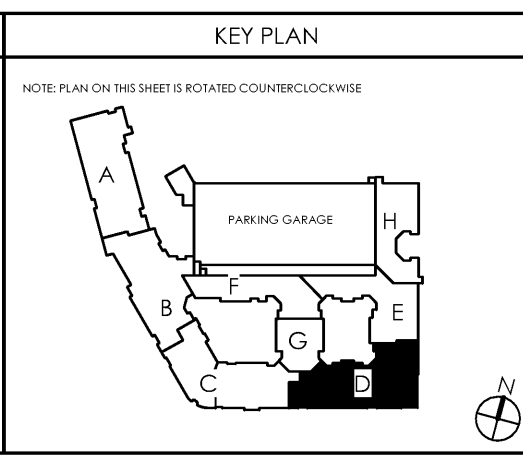 KEY PLAN
NOTE: PLAN ON THIS SHEET IS ROTATED COUNTERCLOCKWISE
A
PARKING GARAGE
H
F
B
E
G
C
D
N